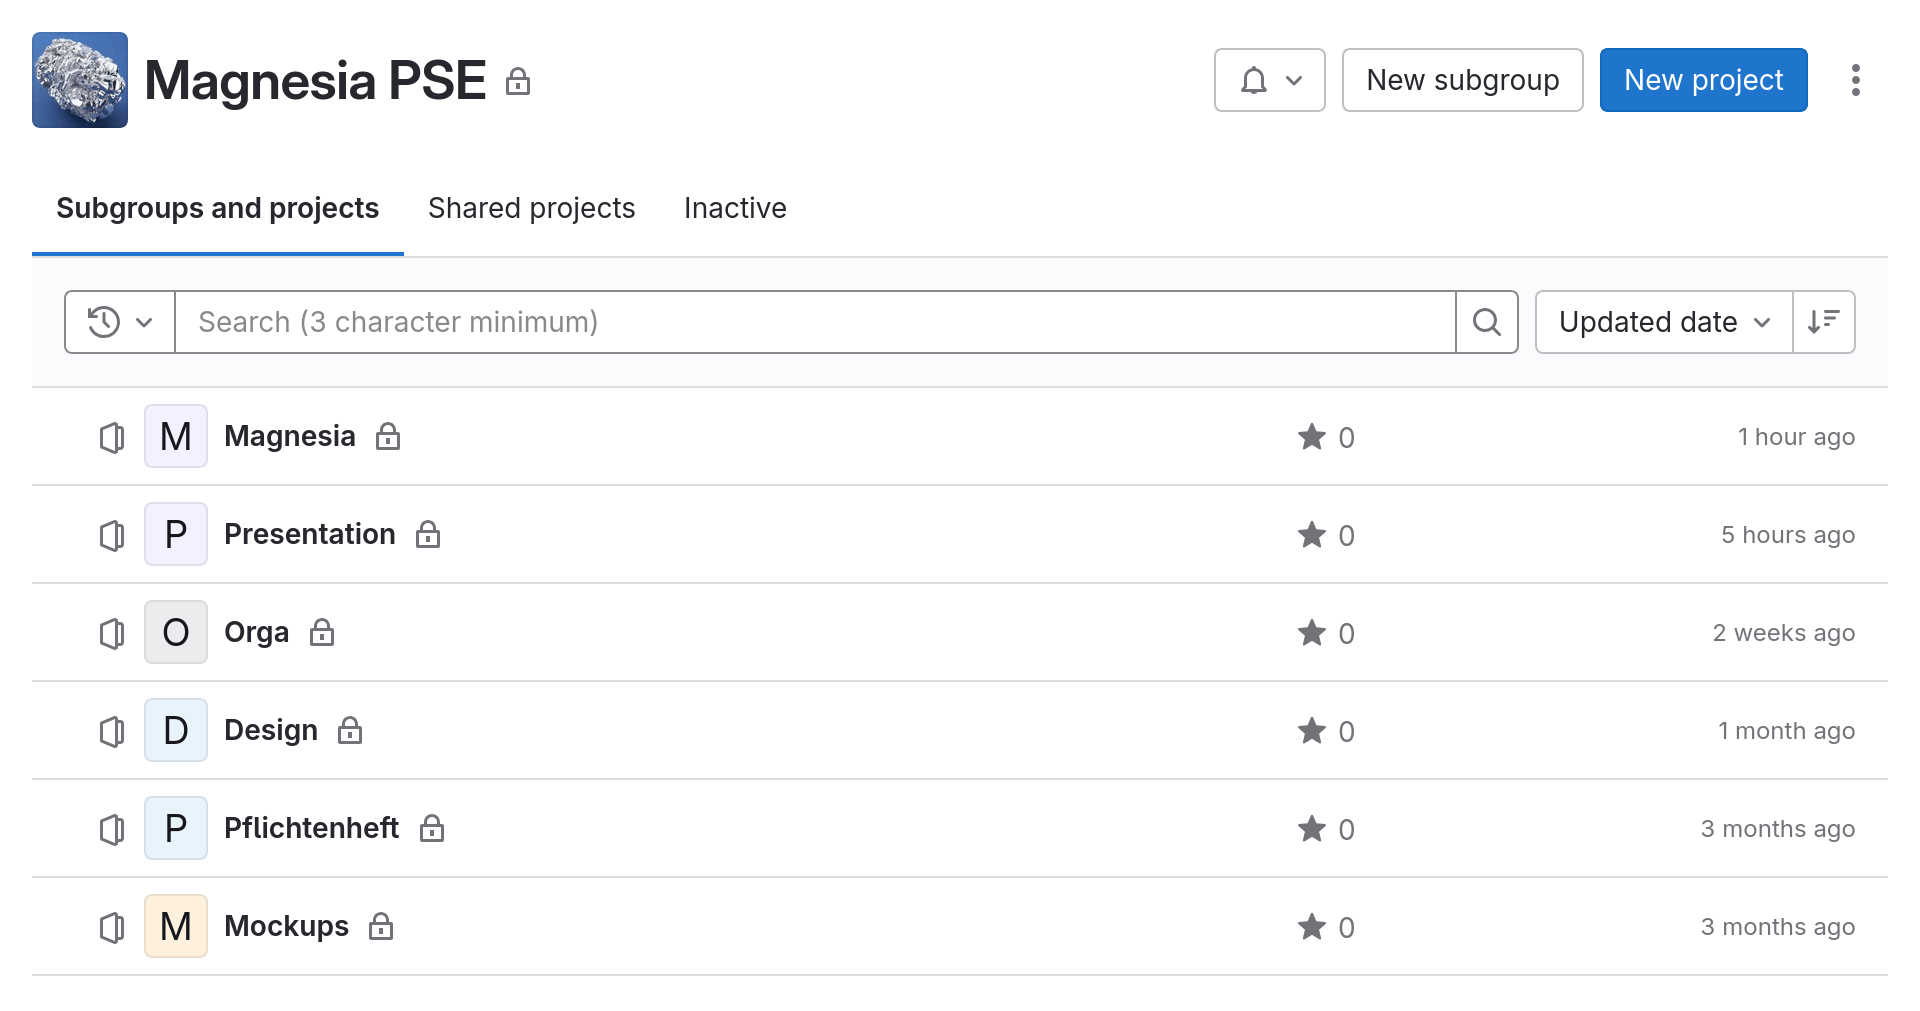 Magnesia PSE
New subgroup
New project
Subgroups and projects
Shared projects
Inactive
Search (3 character minimum)
Updated date
M Magnesia 0 1 hour ago
P Presentation 0 5 hours ago
O Orga 0 2 weeks ago
D Design 0 1 month ago
P Pflichtenheft 0 3 months ago
M Mockups 0 3 months ago